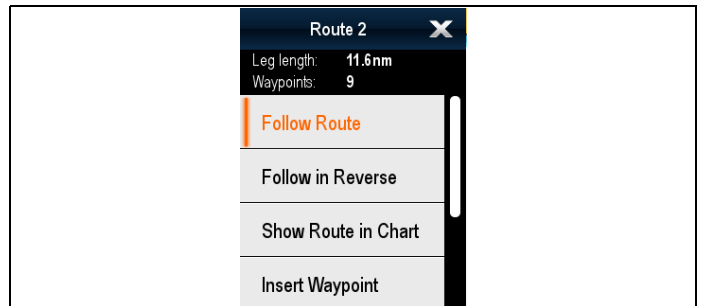 Route 2
Leg length: 11.6nm
Waypoints: 9
Follow Route
Follow in Reverse
Show Route in Chart
Insert Waypoint